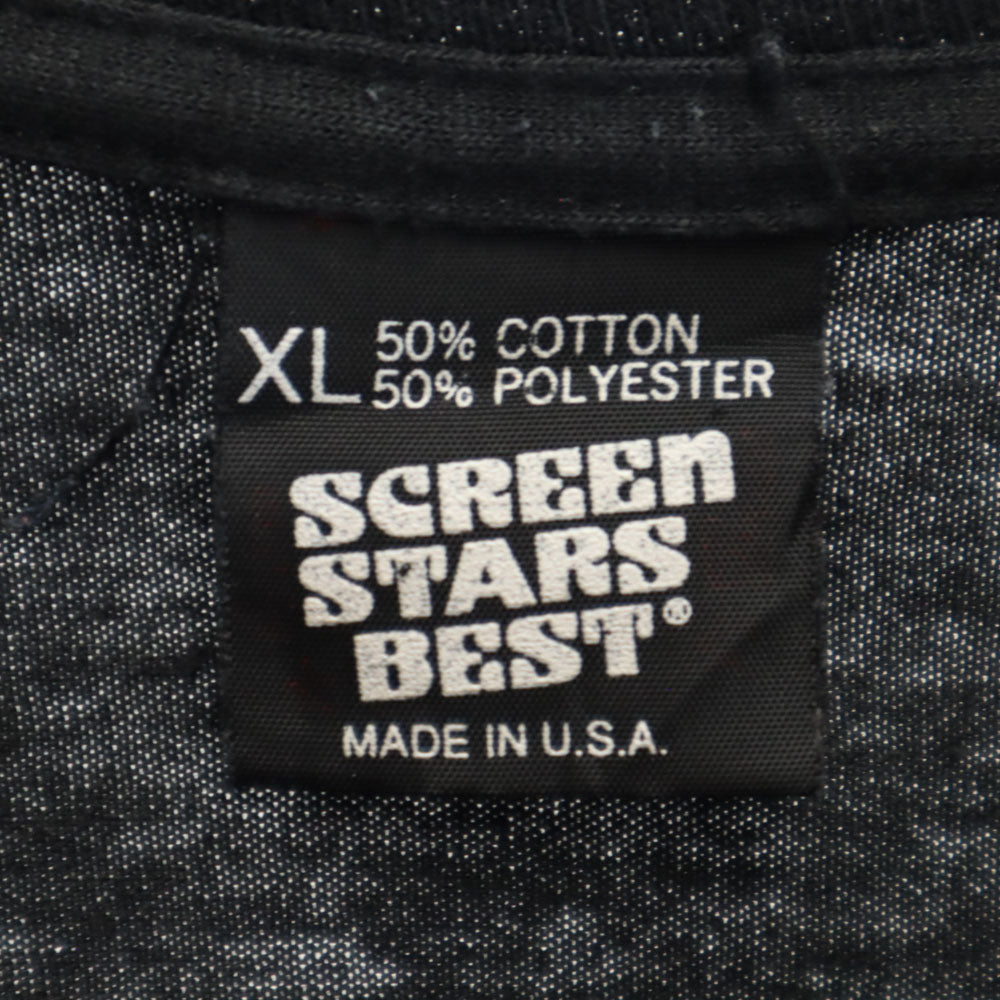 XL 50% COTTON
50% POLYESTER
SCREEN
STARS
BEST®
MADE IN U.S.A.